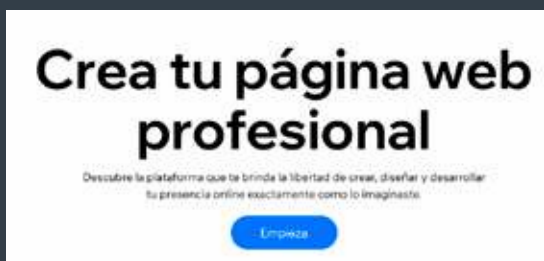 Crea tu página web
profesional
Descubre la plataforma que te brinda la libertad de crear, diseñar y desarrollar
tu presencia online exactamente como lo imaginaste.
Empieza